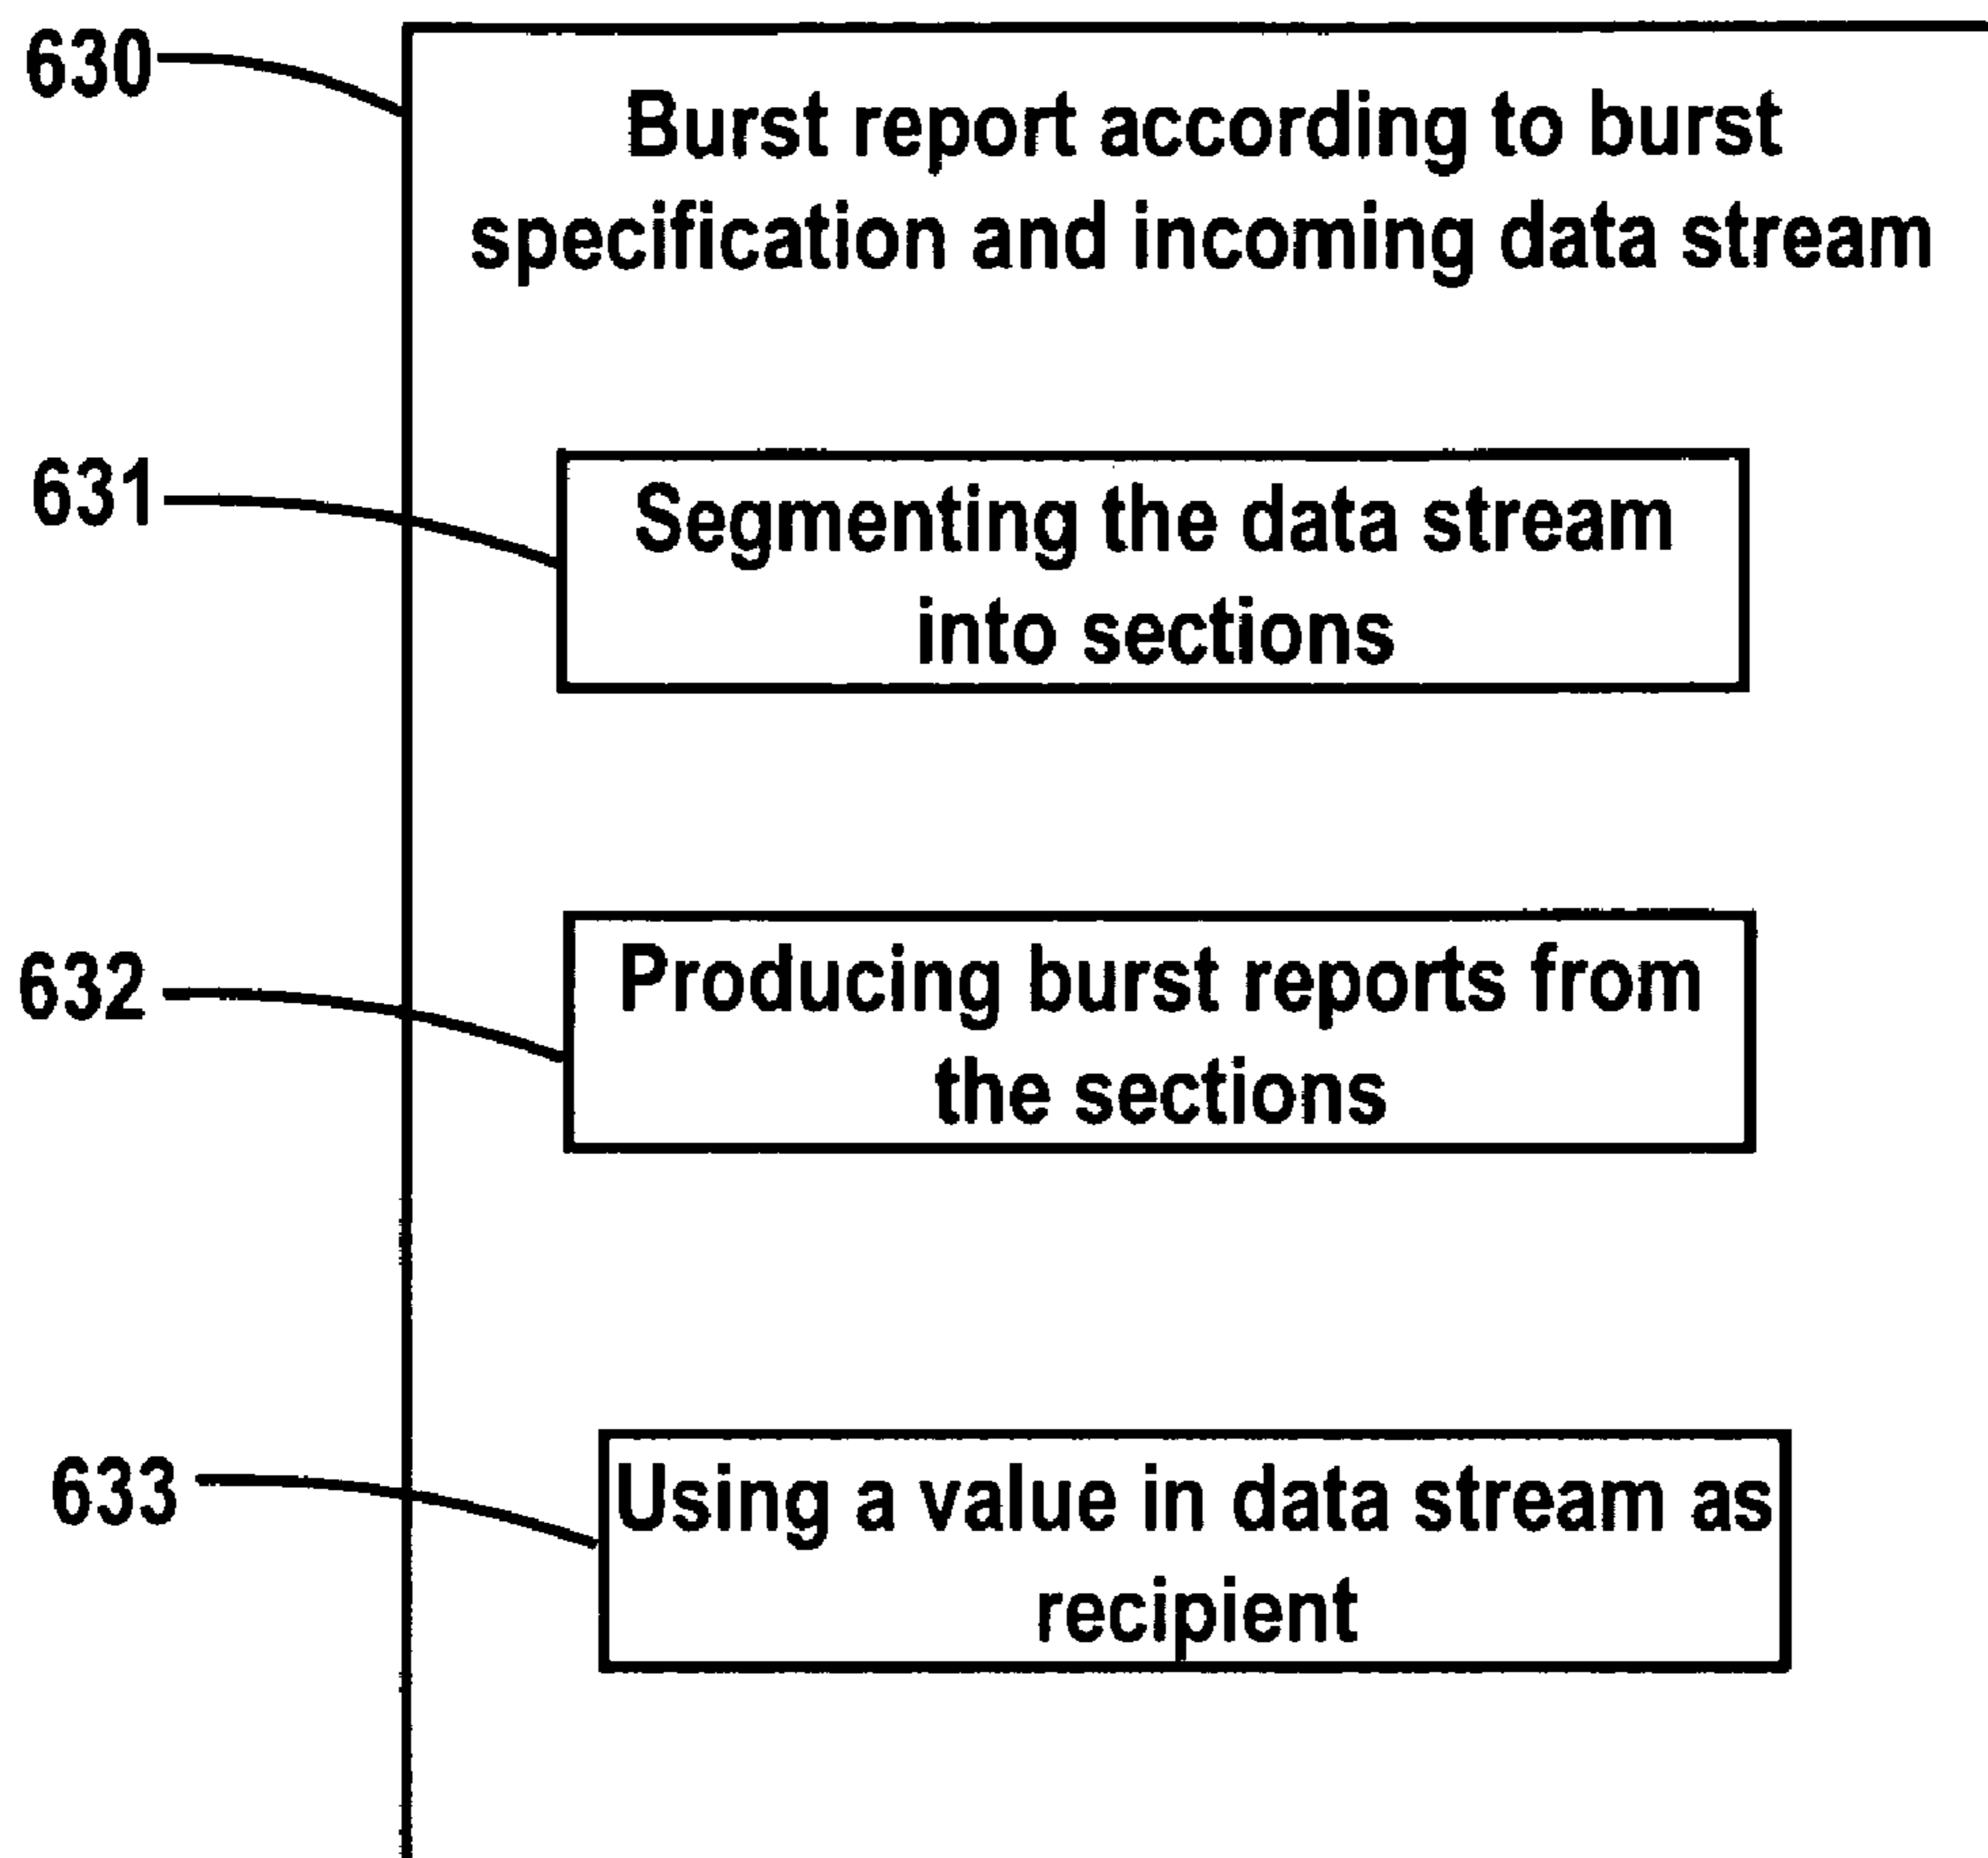 630
Burst report according to burst
specification and incoming data stream
631
Segmenting the data stream
into sections
632
Producing burst reports from
the sections
633
Using a value in data stream as
recipient